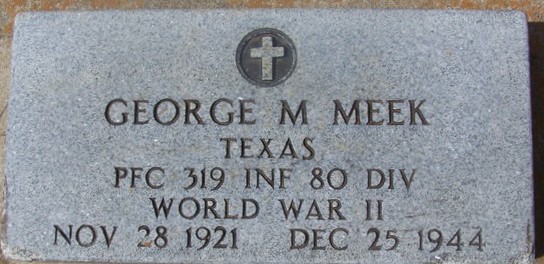 GEORGE M MEEK
TEXAS
PFC 319 INF 80 DIV
WORLD WAR II
NOV 28 1921 DEC 25 1944